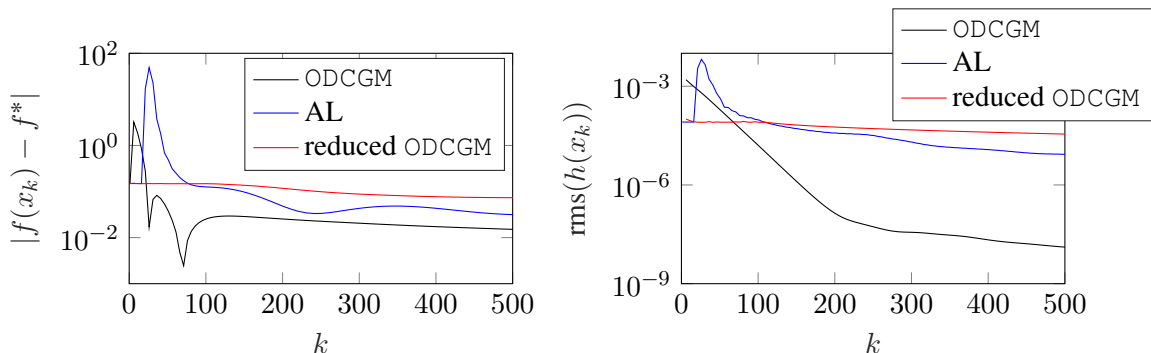 10^2
10^0
10^{-2}
|f(x_k) − f*|
0 100 200 300 400 500
k
ODCGM
AL
reduced ODCGM
10^{-3}
10^{-6}
10^{-9}
rms(h(x_k))
0 100 200 300 400 500
k
ODCGM
AL
reduced ODCGM